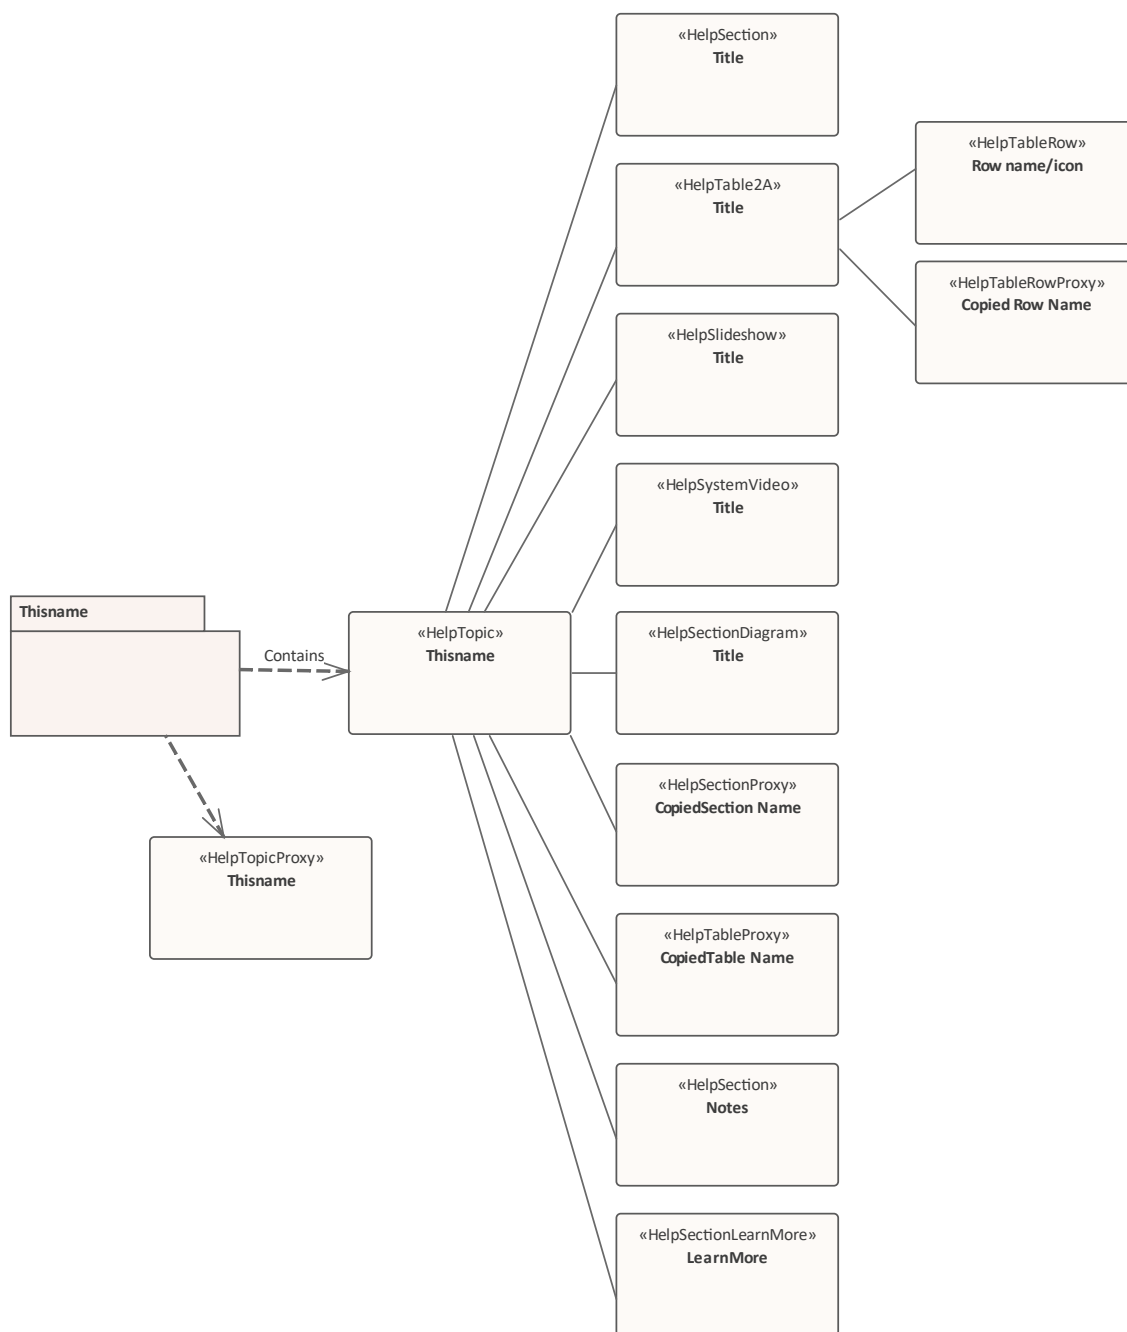 «HelpSection»
Title
«HelpTableRow»
Row name/icon
«HelpTable2A»
Title
«HelpTableRowProxy»
Copied Row Name
«HelpSlideshow»
Title
«HelpSystemVideo»
Title
Thisname
Contains
«HelpTopic»
Thisname
«HelpSectionDiagram»
Title
«HelpSectionProxy»
CopiedSection Name
«HelpTopicProxy»
Thisname
«HelpTableProxy»
CopiedTable Name
«HelpSection»
Notes
«HelpSectionLearnMore»
LearnMore